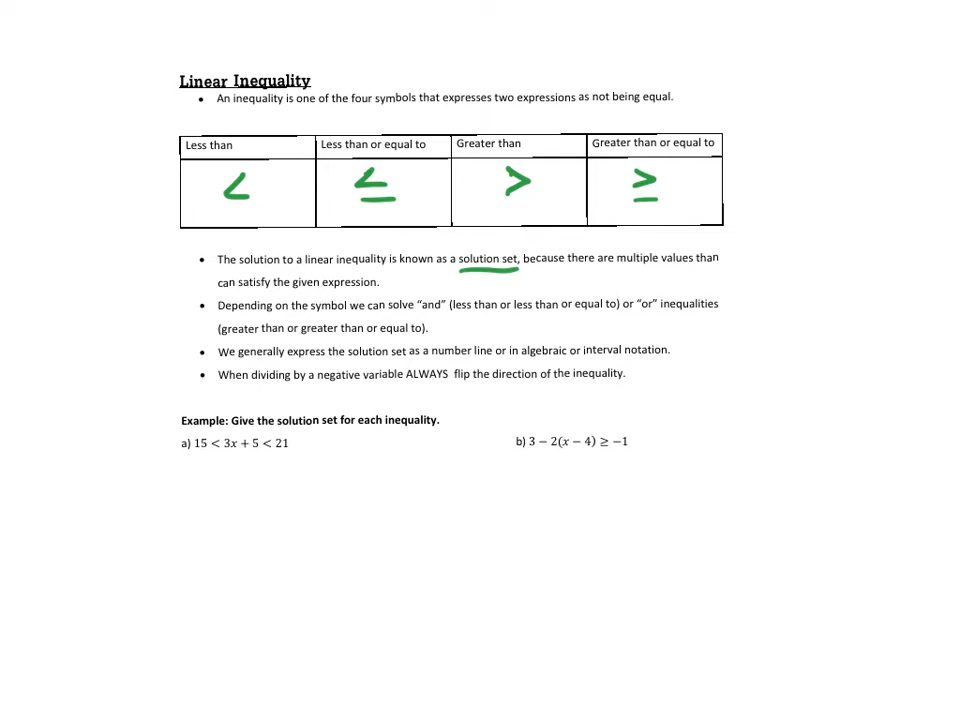 Linear Inequality
• An inequality is one of the four symbols that expresses two expressions as not being equal.
Less than | Less than or equal to | Greater than | Greater than or equal to
< | ≤ | > | ≥
• The solution to a linear inequality is known as a solution set, because there are multiple values than
can satisfy the given expression.
• Depending on the symbol we can solve “and” (less than or less than or equal to) or “or” inequalities
(greater than or greater than or equal to).
• We generally express the solution set as a number line or in algebraic or interval notation.
• When dividing by a negative variable ALWAYS flip the direction of the inequality.
Example: Give the solution set for each inequality.
a) 15 < 3x + 5 < 21 b) 3 − 2(x − 4) ≥ −1